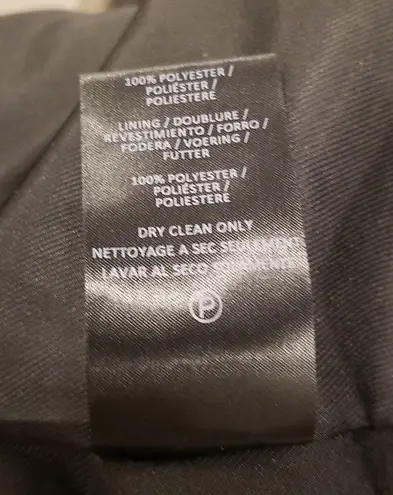 100% POLYESTER /
POLIÉSTER /
POLIESTERE
LINING / DOUBLURE /
REVESTIMIENTO / FORRO /
FODERA / VOERING /
FUTTER
100% POLYESTER /
POLIÉSTER /
POLIESTERE
DRY CLEAN ONLY
NETTOYAGE A SEC SEULEMENT
LAVAR AL SECO SOMENTE
P